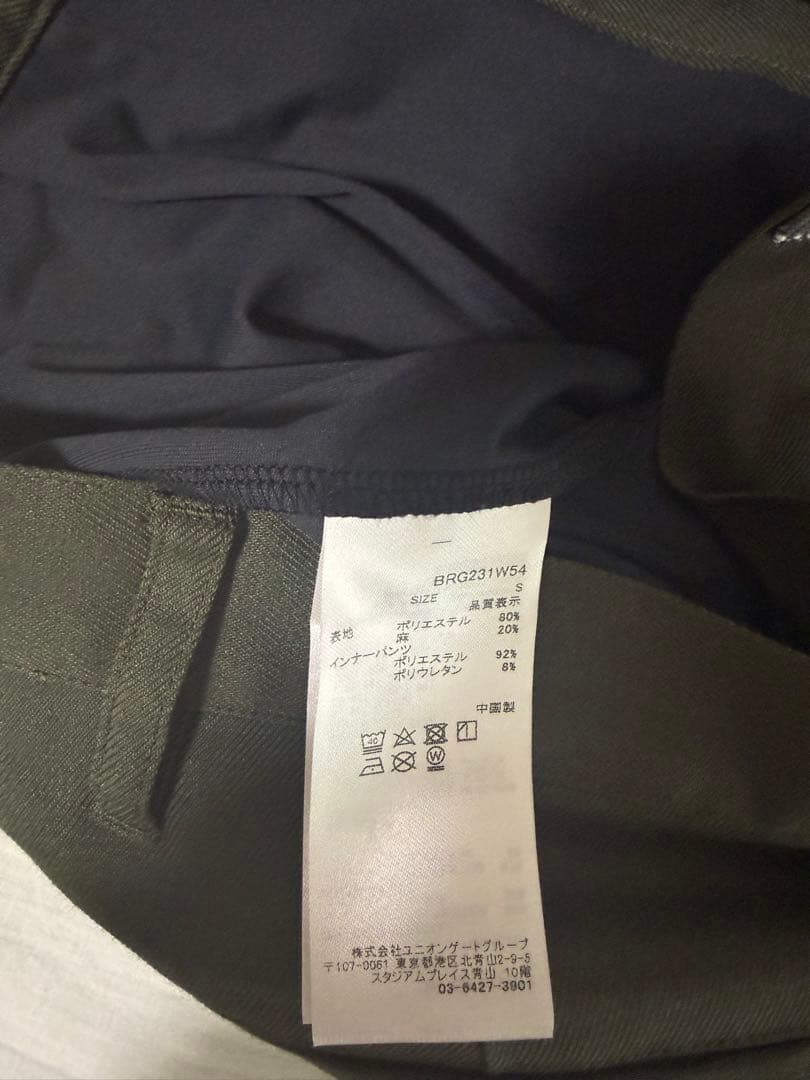 BRG231W54
SIZE S
品質表示
表地 ポリエステル 80%
麻 20%
インナーパンツ
ポリエステル 92%
ポリウレタン 8%
中國製
40
W
株式会社ユニオンゲートグループ
〒107-0061 東京都港区北青山2-9-5
スタジアムプレイス青山 10階
03-6427-3901